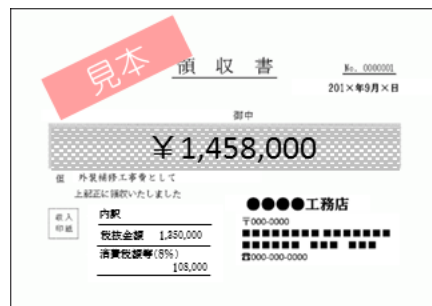 見本
領収書
No. 0000001
201×年9月×日
御中
￥1,458,000
但 外装補修工事費として
上記正に領収いたしました
収入
印紙
内訳
税抜金額 1,350,000
消費税額等(8%)
108,000
●●●●工務店
〒000-0000
■■■■■■■■ ■■■■■■■
■■■■■■ ■■■ ■■■
☎000-000-0000